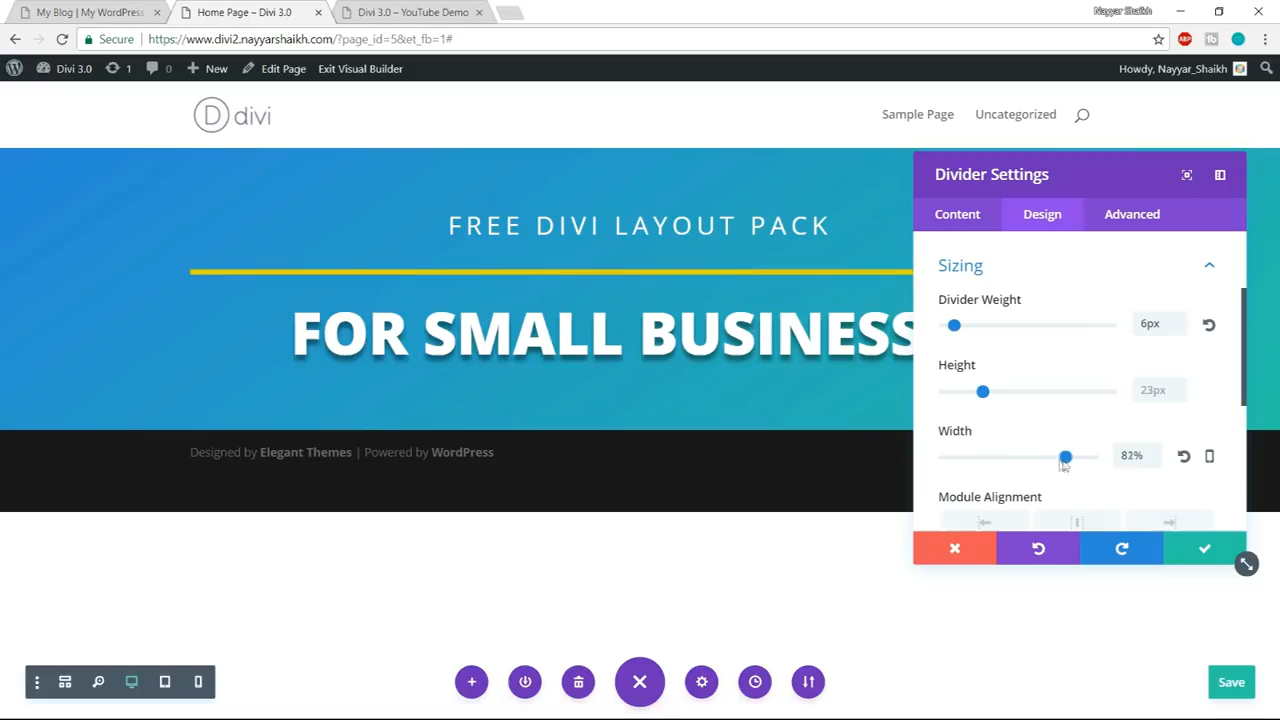 My Blog | My WordPress
Home Page – Divi 3.0
Divi 3.0 – YouTube Demo
Nayyar Shaikh
Secure
https://www.divi2.nayyarshaikh.com/?page_id=5&et_fb=1#
ABP
Divi 3.0
1
0
New
Edit Page
Exit Visual Builder
Howdy, Nayyar_Shaikh
D divi
Sample Page
Uncategorized
FREE DIVI LAYOUT PACK
FOR SMALL BUSINESS
Designed by Elegant Themes | Powered by WordPress
Divider Settings
Content
Design
Advanced
Sizing
Divider Weight
6px
Height
23px
Width
82%
Module Alignment
Save